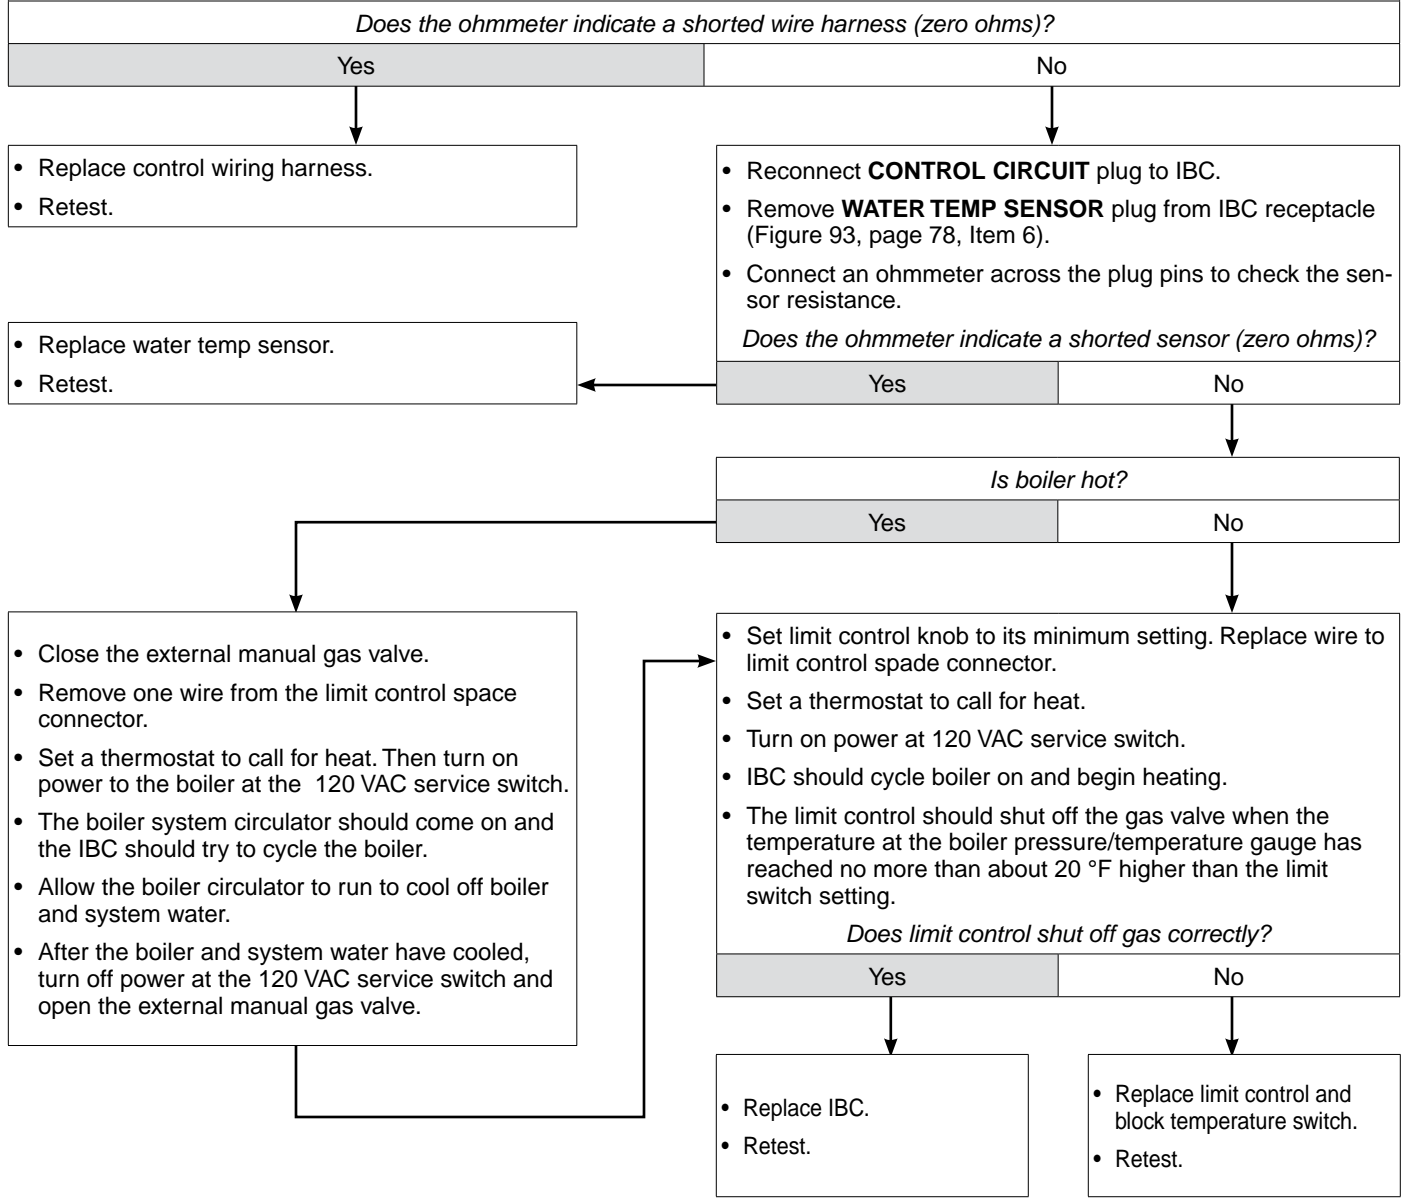 Does the ohmmeter indicate a shorted wire harness (zero ohms)?
Yes
No
• Replace control wiring harness.
• Retest.
• Reconnect CONTROL CIRCUIT plug to IBC.
• Remove WATER TEMP SENSOR plug from IBC receptacle
(Figure 93, page 78, Item 6).
• Connect an ohmmeter across the plug pins to check the sen-
sor resistance.
Does the ohmmeter indicate a shorted sensor (zero ohms)?
Yes
No
• Replace water temp sensor.
• Retest.
Is boiler hot?
Yes
No
• Close the external manual gas valve.
• Remove one wire from the limit control space
connector.
• Set a thermostat to call for heat. Then turn on
power to the boiler at the 120 VAC service switch.
• The boiler system circulator should come on and
the IBC should try to cycle the boiler.
• Allow the boiler circulator to run to cool off boiler
and system water.
• After the boiler and system water have cooled,
turn off power at the 120 VAC service switch and
open the external manual gas valve.
• Set limit control knob to its minimum setting. Replace wire to
limit control spade connector.
• Set a thermostat to call for heat.
• Turn on power at 120 VAC service switch.
• IBC should cycle boiler on and begin heating.
• The limit control should shut off the gas valve when the
temperature at the boiler pressure/temperature gauge has
reached no more than about 20 °F higher than the limit
switch setting.
Does limit control shut off gas correctly?
Yes
No
• Replace IBC.
• Retest.
• Replace limit control and
block temperature switch.
• Retest.